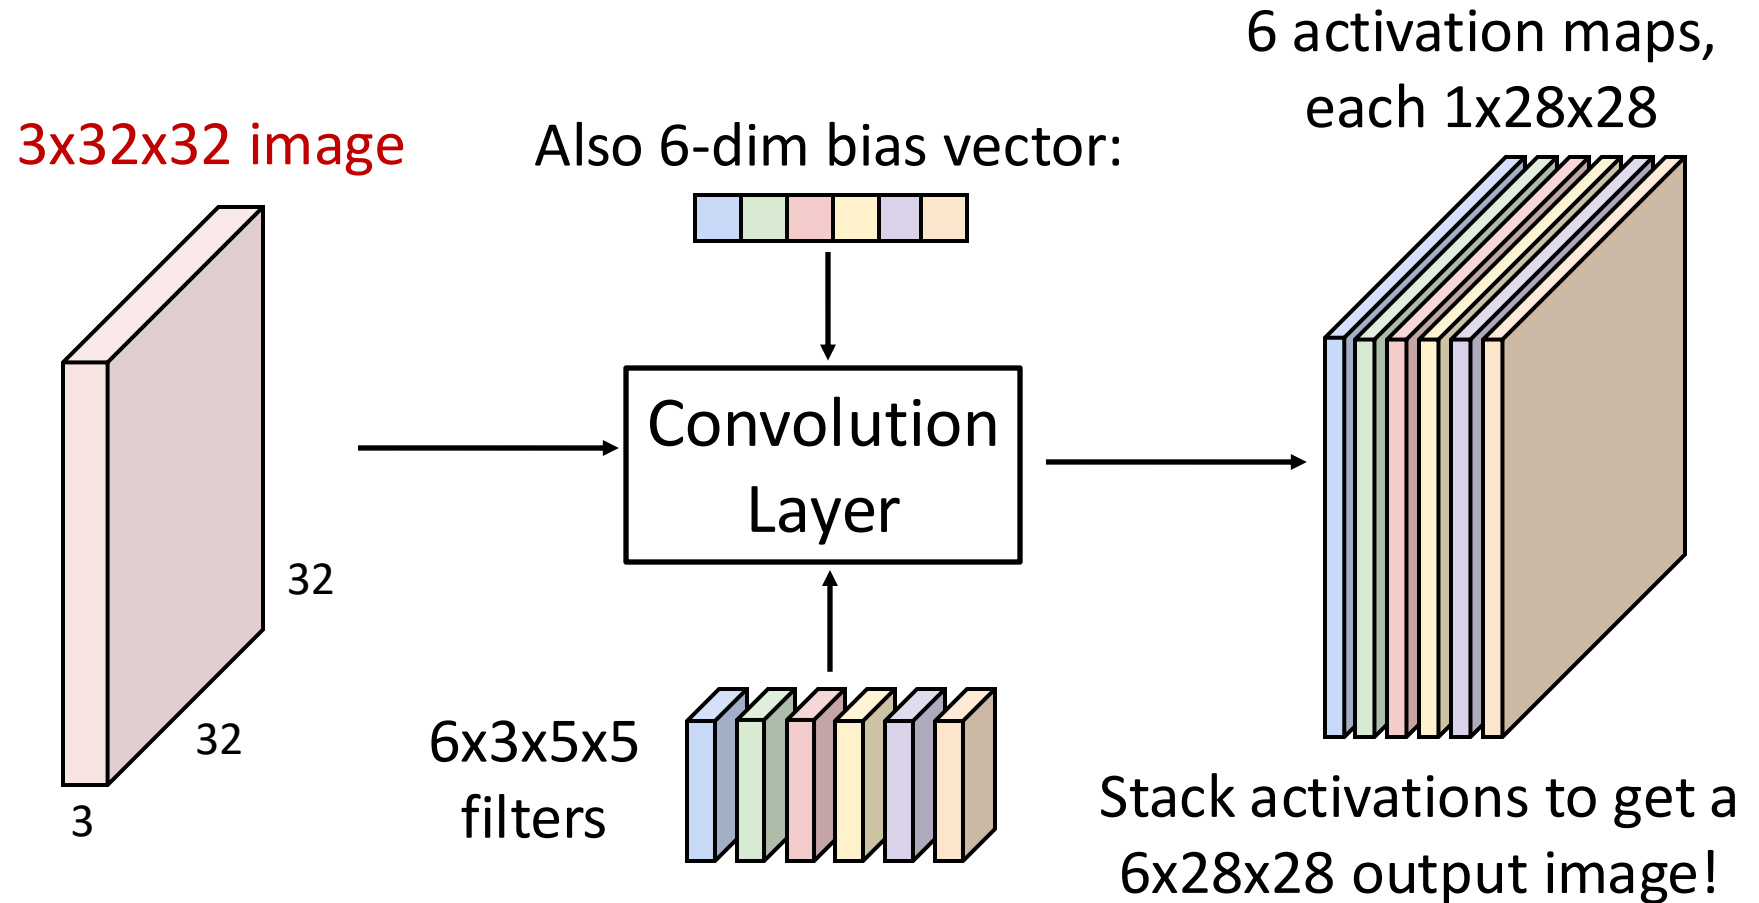 3x32x32 image
32
32
3
Also 6-dim bias vector:
Convolution
Layer
6x3x5x5
filters
6 activation maps,
each 1x28x28
Stack activations to get a
6x28x28 output image!